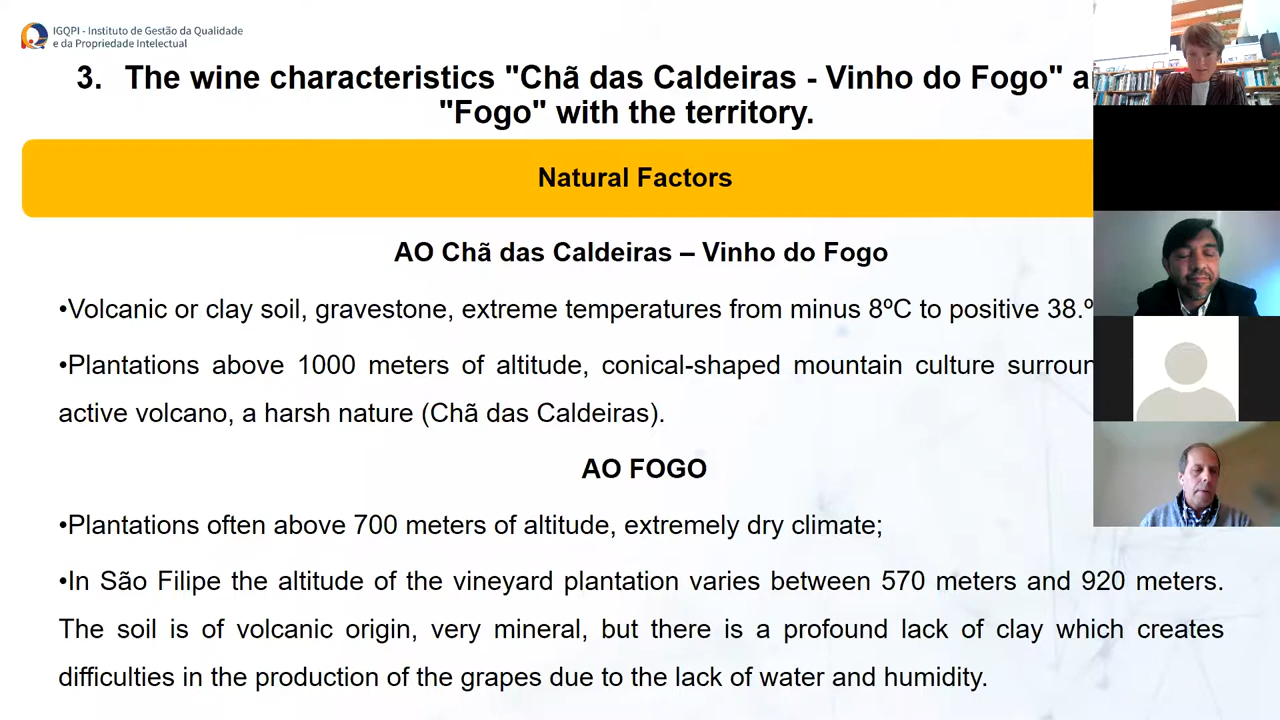 IGQPI - Instituto de Gestão da Qualidade
e da Propriedade Intelectual
3. The wine characteristics "Chã das Caldeiras - Vinho do Fogo"
"Fogo" with the territory.
Natural Factors
AO Chã das Caldeiras – Vinho do Fogo
•Volcanic or clay soil, gravestone, extreme temperatures from minus 8ºC to positive 38.º
•Plantations above 1000 meters of altitude, conical-shaped mountain culture
active volcano, a harsh nature (Chã das Caldeiras).
AO FOGO
•Plantations often above 700 meters of altitude, extremely dry climate;
•In São Filipe the altitude of the vineyard plantation varies between 570 meters and 920 meters.
The soil is of volcanic origin, very mineral, but there is a profound lack of clay which creates
difficulties in the production of the grapes due to the lack of water and humidity.